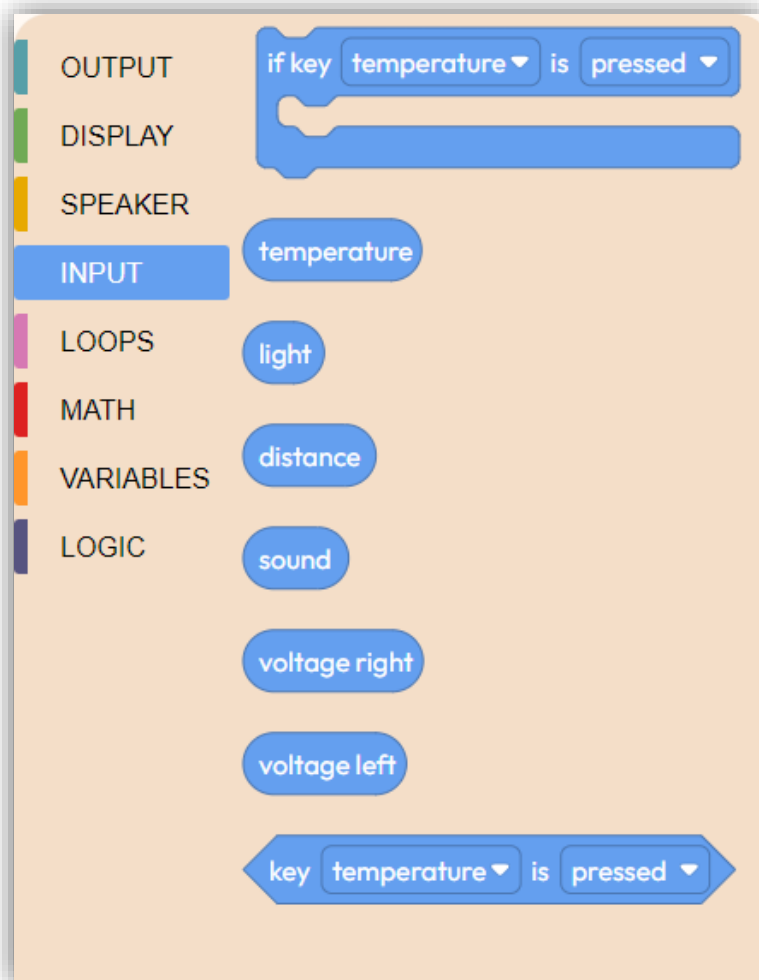 OUTPUT
DISPLAY
SPEAKER
INPUT
LOOPS
MATH
VARIABLES
LOGIC
if key temperature is pressed
temperature
light
distance
sound
voltage right
voltage left
key temperature is pressed